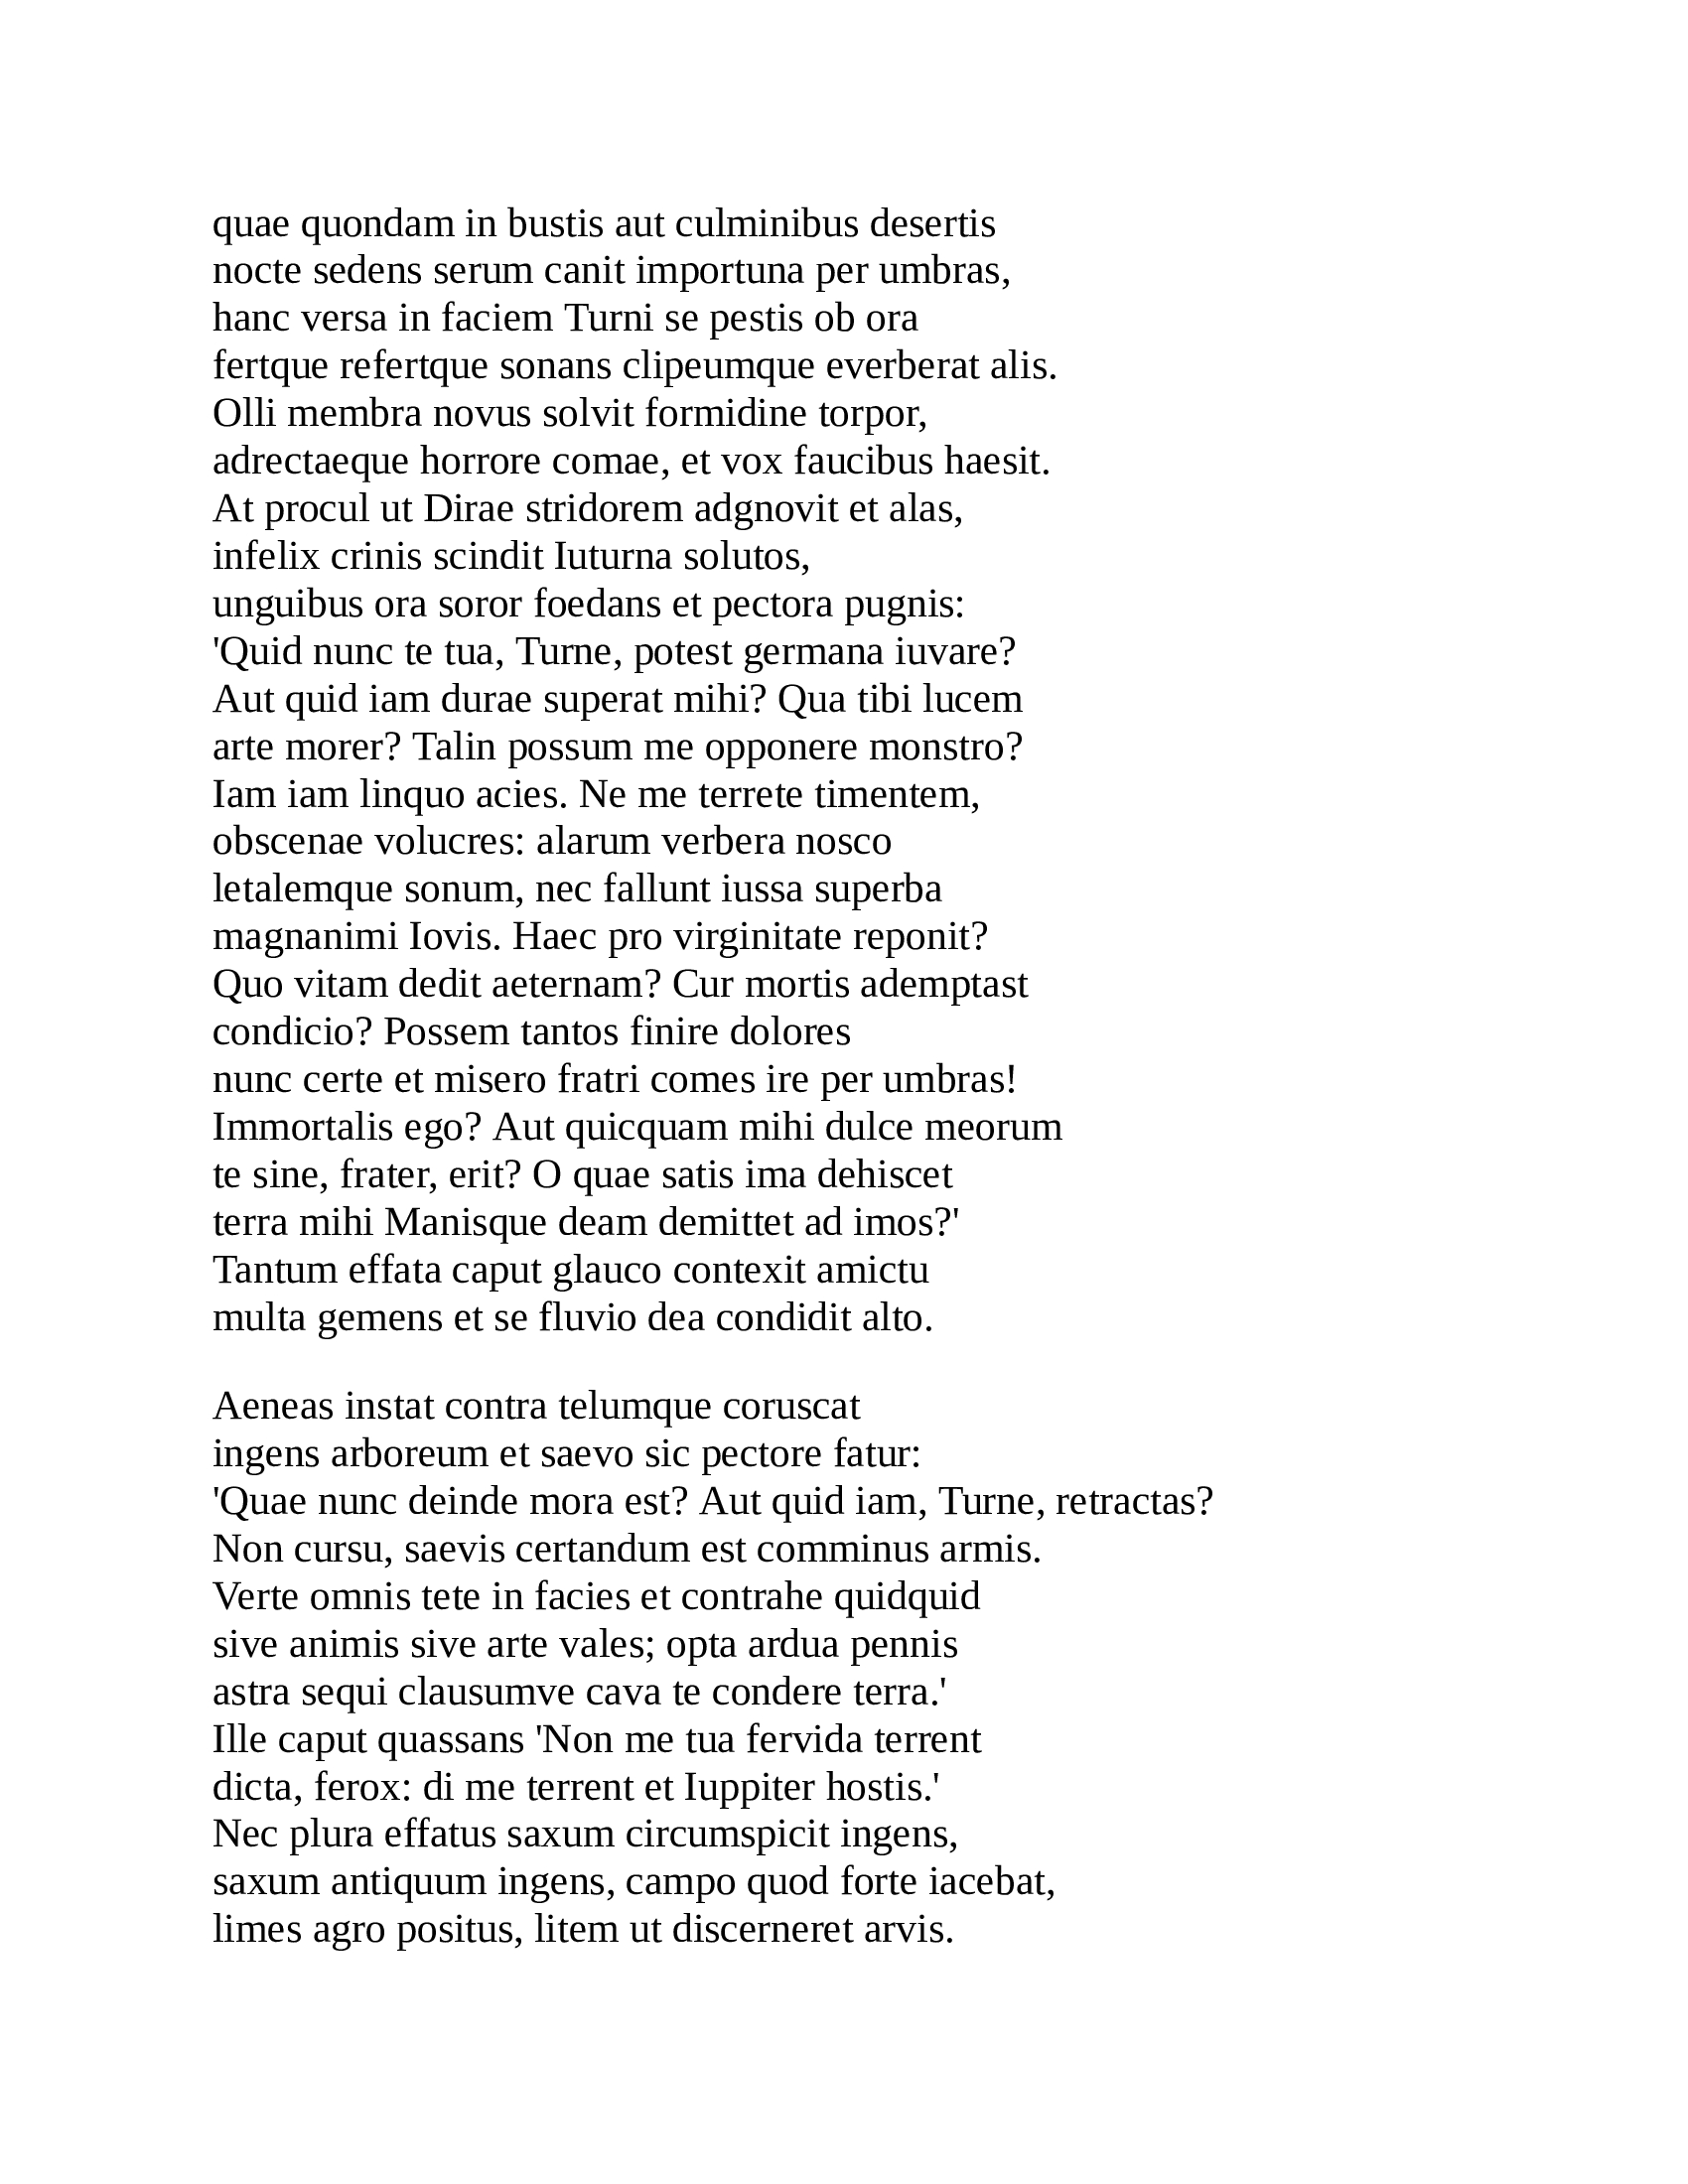 quae quondam in bustis aut culminibus desertis
nocte sedens serum canit importuna per umbras,
hanc versa in faciem Turni se pestis ob ora
fertque refertque sonans clipeumque everberat alis.
Olli membra novus solvit formidine torpor,
adrectaeque horrore comae, et vox faucibus haesit.
At procul ut Dirae stridorem adgnovit et alas,
infelix crinis scindit Iuturna solutos,
unguibus ora soror foedans et pectora pugnis:
'Quid nunc te tua, Turne, potest germana iuvare?
Aut quid iam durae superat mihi? Qua tibi lucem
arte morer? Talin possum me opponere monstro?
Iam iam linquo acies. Ne me terrete timentem,
obscenae volucres: alarum verbera nosco
letalemque sonum, nec fallunt iussa superba
magnanimi Iovis. Haec pro virginitate reponit?
Quo vitam dedit aeternam? Cur mortis ademptast
condicio? Possem tantos finire dolores
nunc certe et misero fratri comes ire per umbras!
Immortalis ego? Aut quicquam mihi dulce meorum
te sine, frater, erit? O quae satis ima dehiscet
terra mihi Manisque deam demittet ad imos?'
Tantum effata caput glauco contexit amictu
multa gemens et se fluvio dea condidit alto.
Aeneas instat contra telumque coruscat
ingens arboreum et saevo sic pectore fatur:
'Quae nunc deinde mora est? Aut quid iam, Turne, retractas?
Non cursu, saevis certandum est comminus armis.
Verte omnis tete in facies et contrahe quidquid
sive animis sive arte vales; opta ardua pennis
astra sequi clausumve cava te condere terra.'
Ille caput quassans 'Non me tua fervida terrent
dicta, ferox: di me terrent et Iuppiter hostis.'
Nec plura effatus saxum circumspicit ingens,
saxum antiquum ingens, campo quod forte iacebat,
limes agro positus, litem ut discerneret arvis.